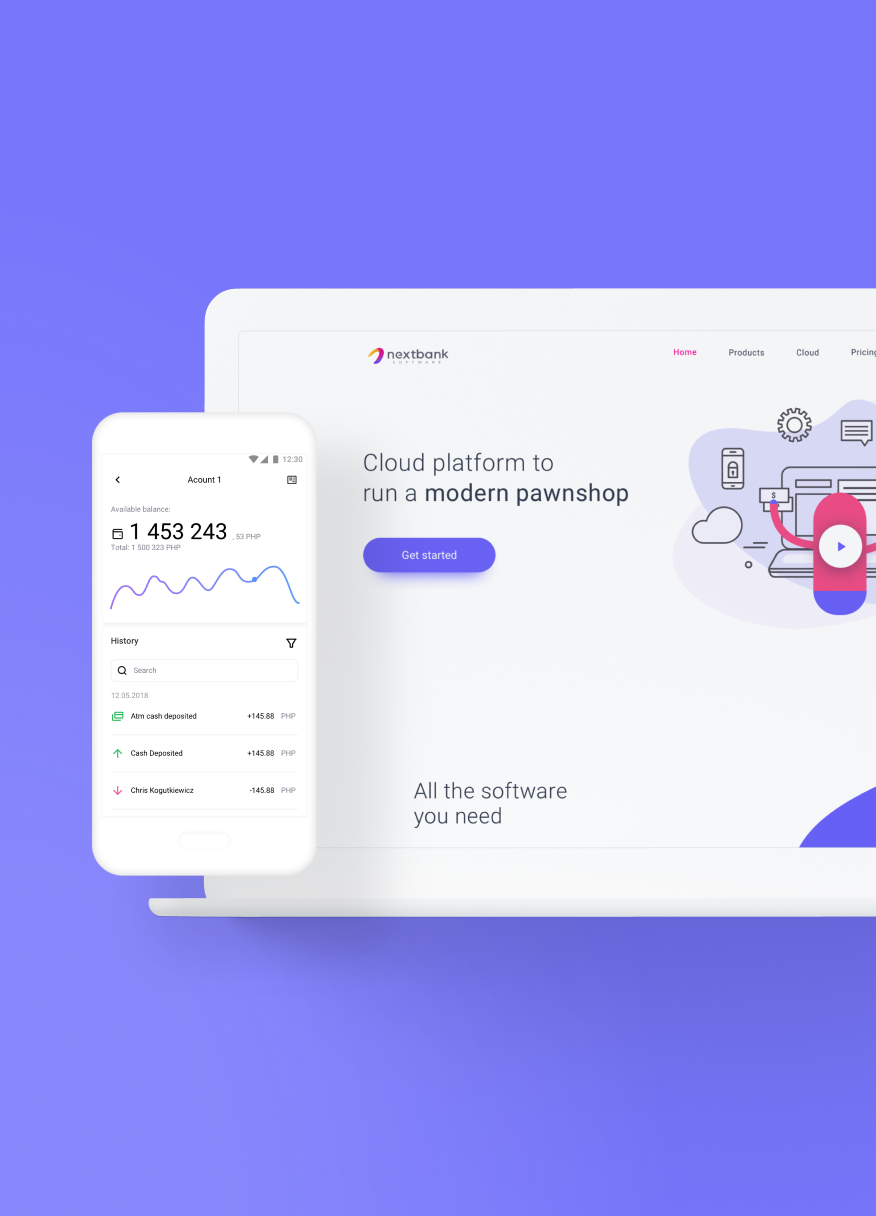 nextbank
SOFTWARE
Home
Products
Cloud
Pricing
Cloud platform to
run a modern pawnshop
Get started
$
All the software
you need
12:30
Acount 1
Available balance:
1 453 243 , 53 PHP
Total: 1 500 323 PHP
History
Search
12.05.2018
Atm cash deposited +145.88 PHP
Cash Deposited +145.88 PHP
Chris Kogutkiewicz -145.88 PHP